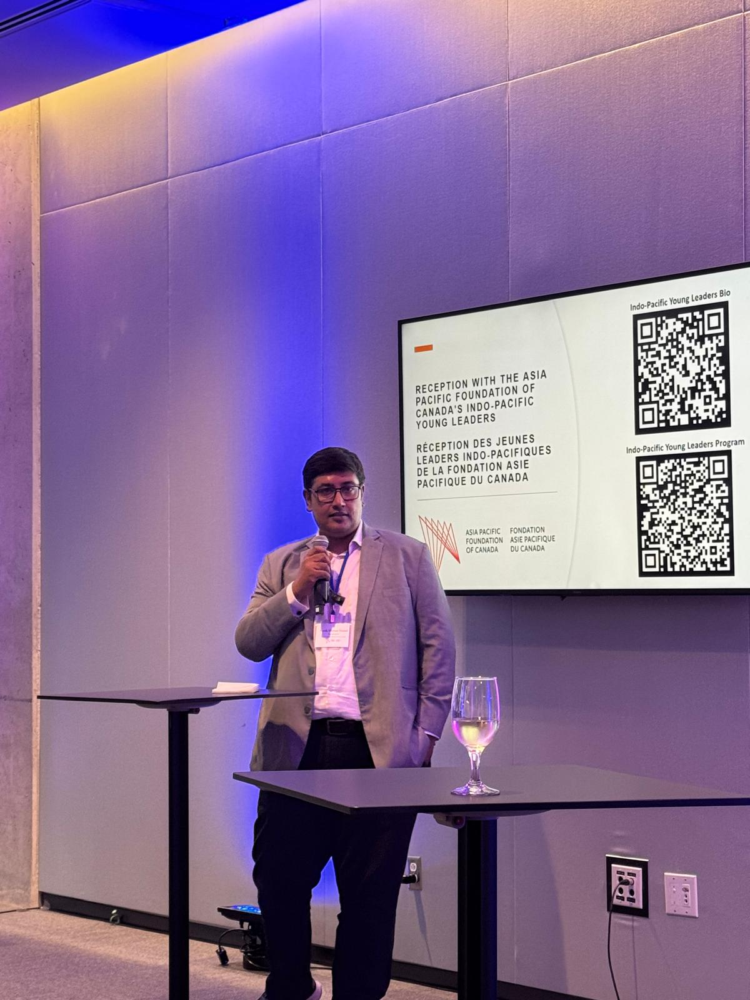 Indo-Pacific Young Leaders Bio
RECEPTION WITH THE ASIA
PACIFIC FOUNDATION OF
CANADA'S INDO-PACIFIC
YOUNG LEADERS
RÉCEPTION DES JEUNES
LEADERS INDO-PACIFIQUES
DE LA FONDATION ASIE
PACIFIQUE DU CANADA
Indo-Pacific Young Leaders Program
ASIA PACIFIC
FOUNDATION
OF CANADA
FONDATION
ASIE PACIFIQUE
DU CANADA